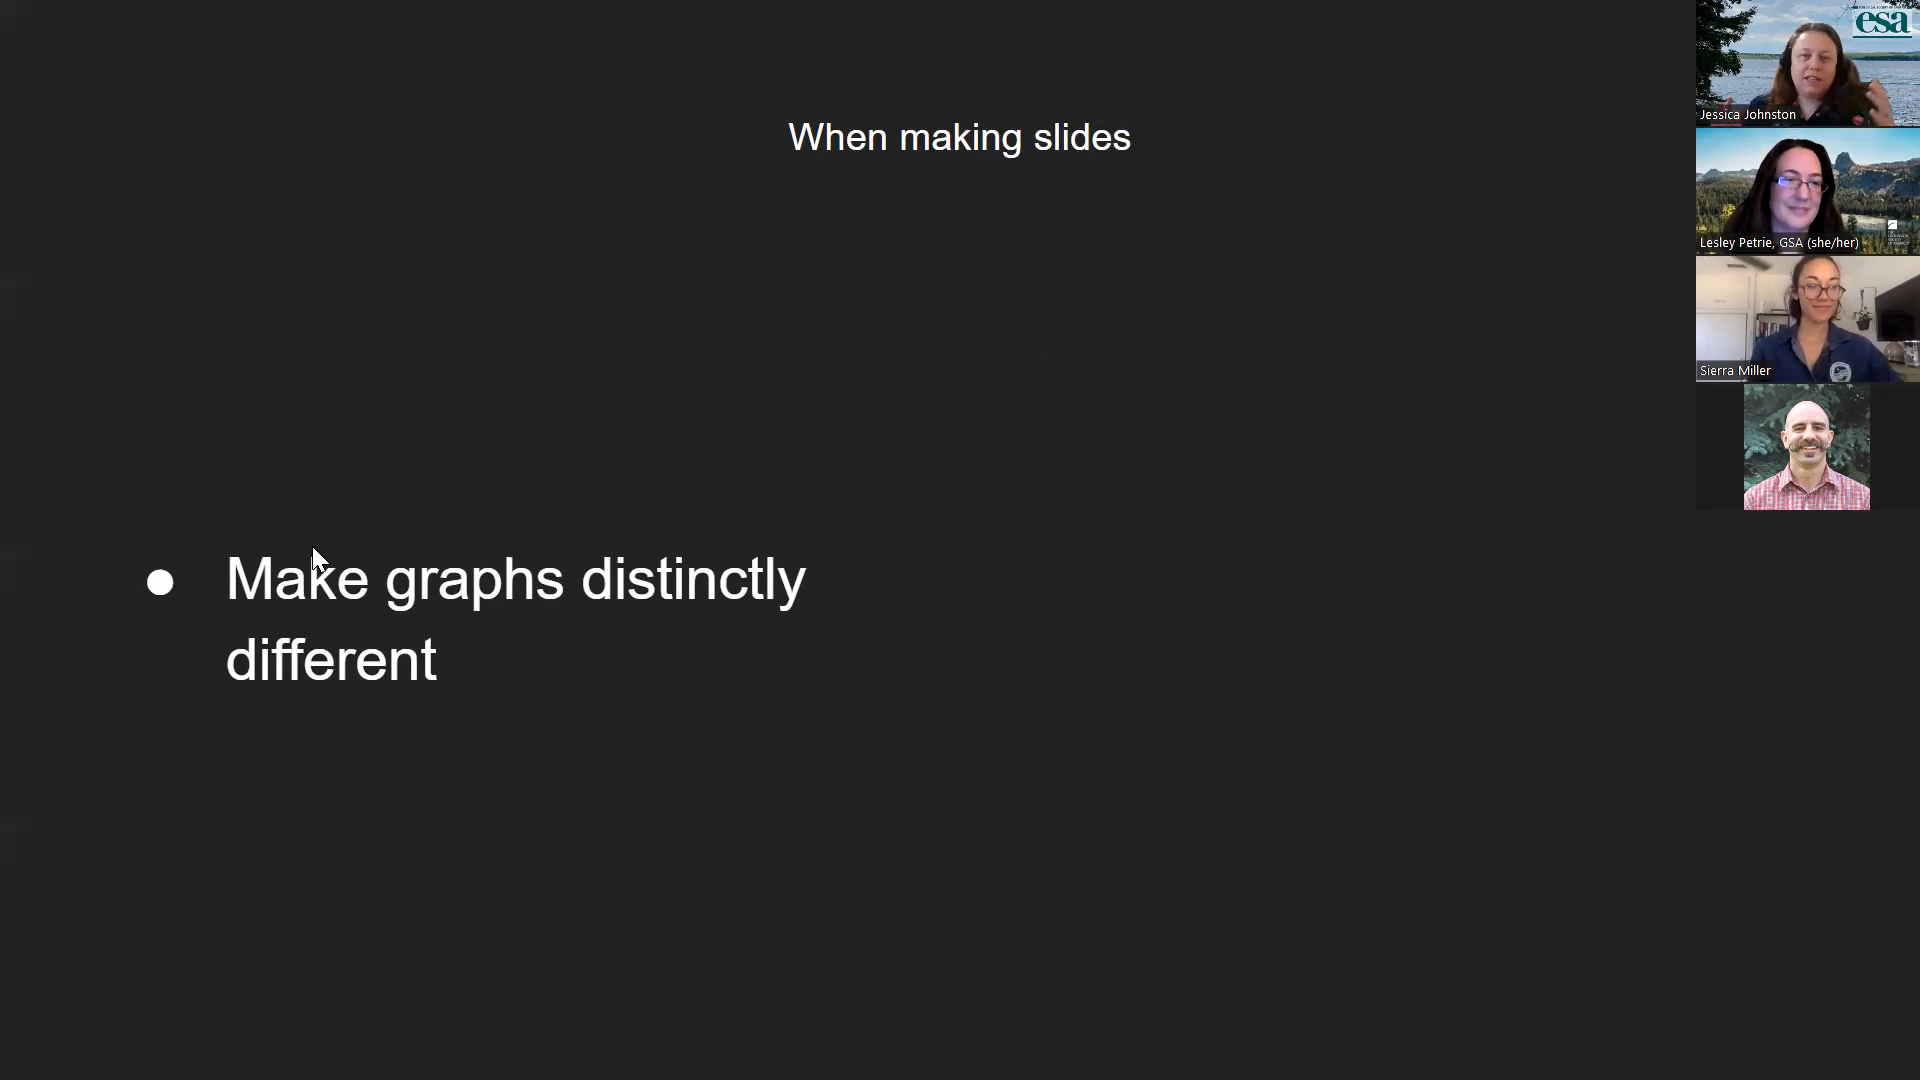 When making slides
● Make graphs distinctly
different
esa
Jessica Johnston
Lesley Petrie, GSA (she/her)
Sierra Miller